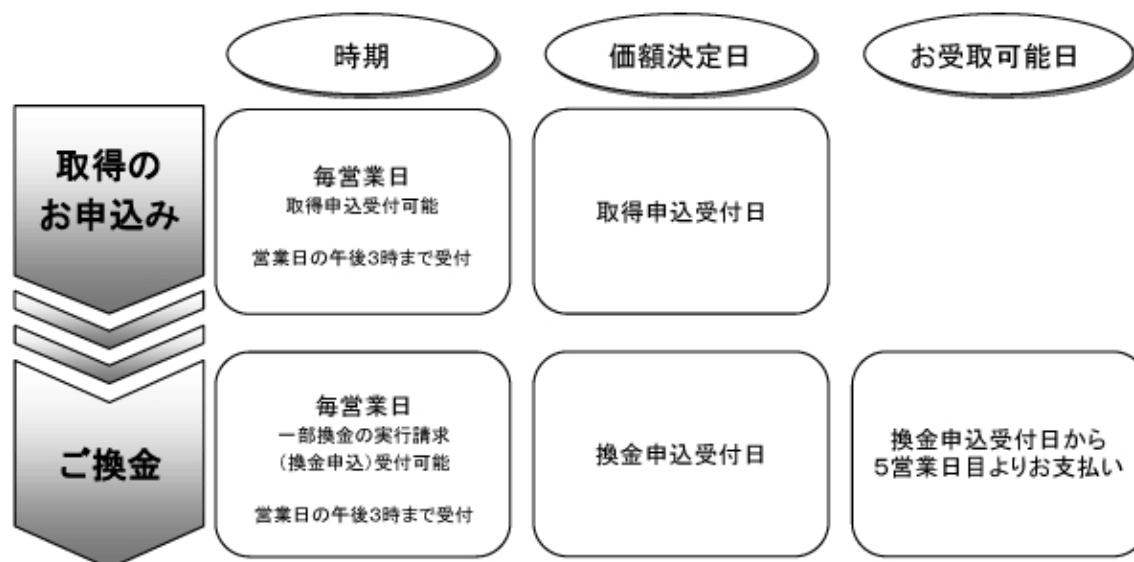 時期
価額決定日
お受取可能日
取得の
お申込み
毎営業日
取得申込受付可能
営業日の午後3時まで受付
取得申込受付日
ご換金
毎営業日
一部換金の実行請求
（換金申込）受付可能
営業日の午後3時まで受付
換金申込受付日
換金申込受付日から
5営業日目よりお支払い